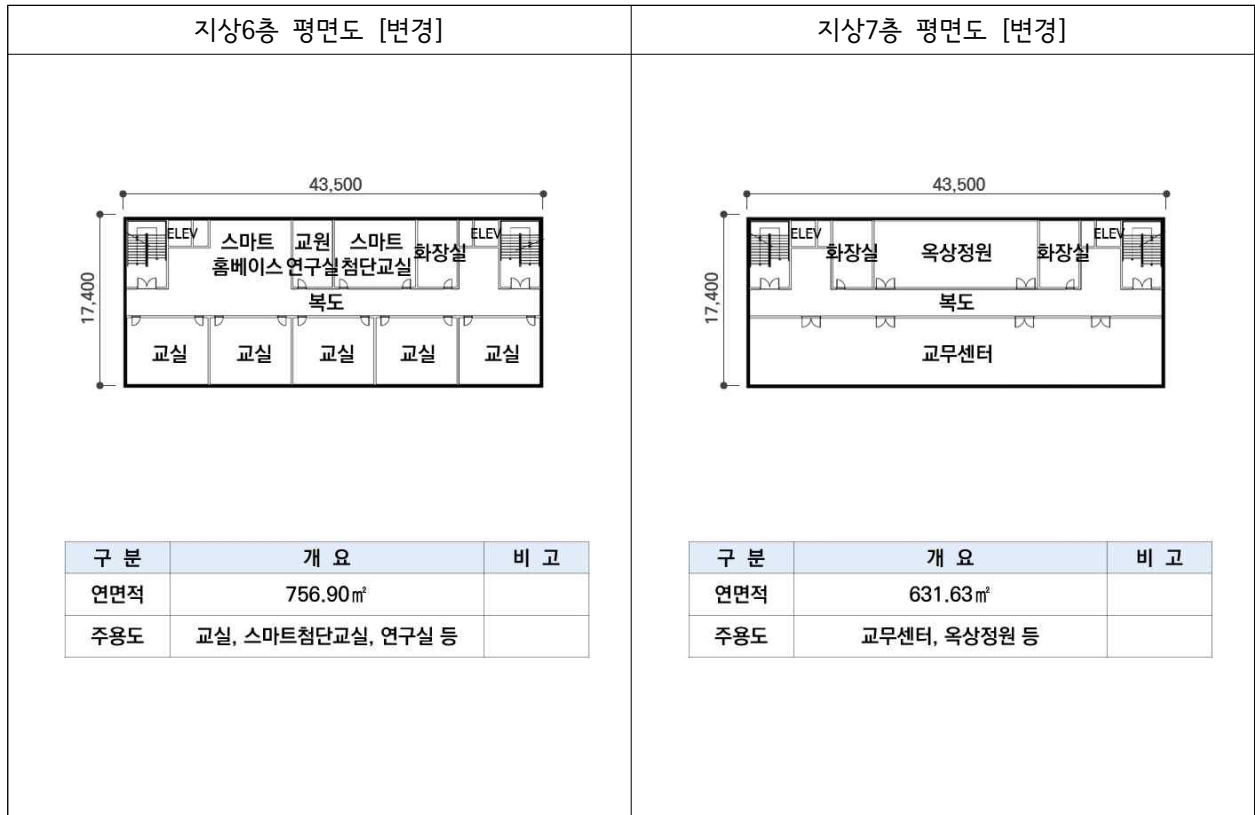 지상6층 평면도 [변경]
43,500
17,400
ELEV
스마트
홈베이스
교원
연구실
스마트
첨단교실
화장실
ELEV
복도
교실 교실 교실 교실 교실
구 분 개 요 비 고
연면적 756.90㎡
주용도 교실, 스마트첨단교실, 연구실 등
지상7층 평면도 [변경]
43,500
17,400
ELEV
화장실
옥상정원
화장실
ELEV
복도
교무센터
구 분 개 요 비 고
연면적 631.63㎡
주용도 교무센터, 옥상정원 등